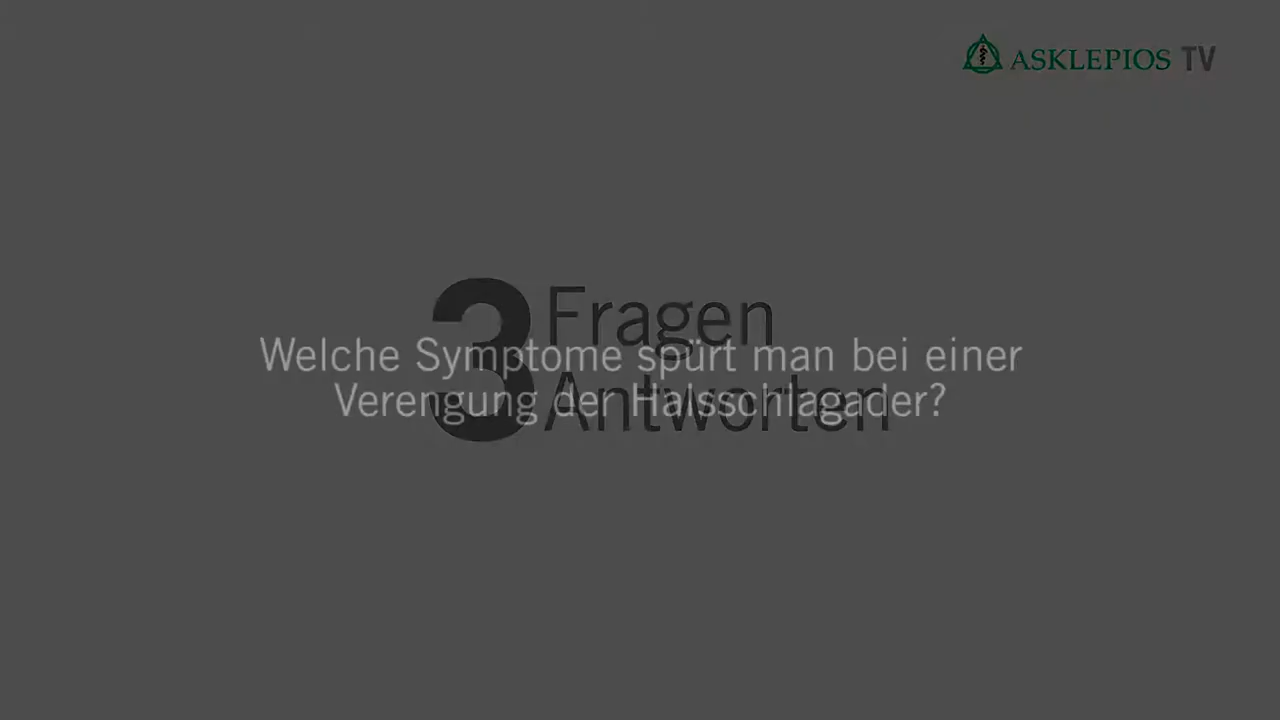 ASKLEPIOS TV
3 Fragen
Antworten
Welche Symptome spürt man bei einer
Verengung der Halsschlagader?